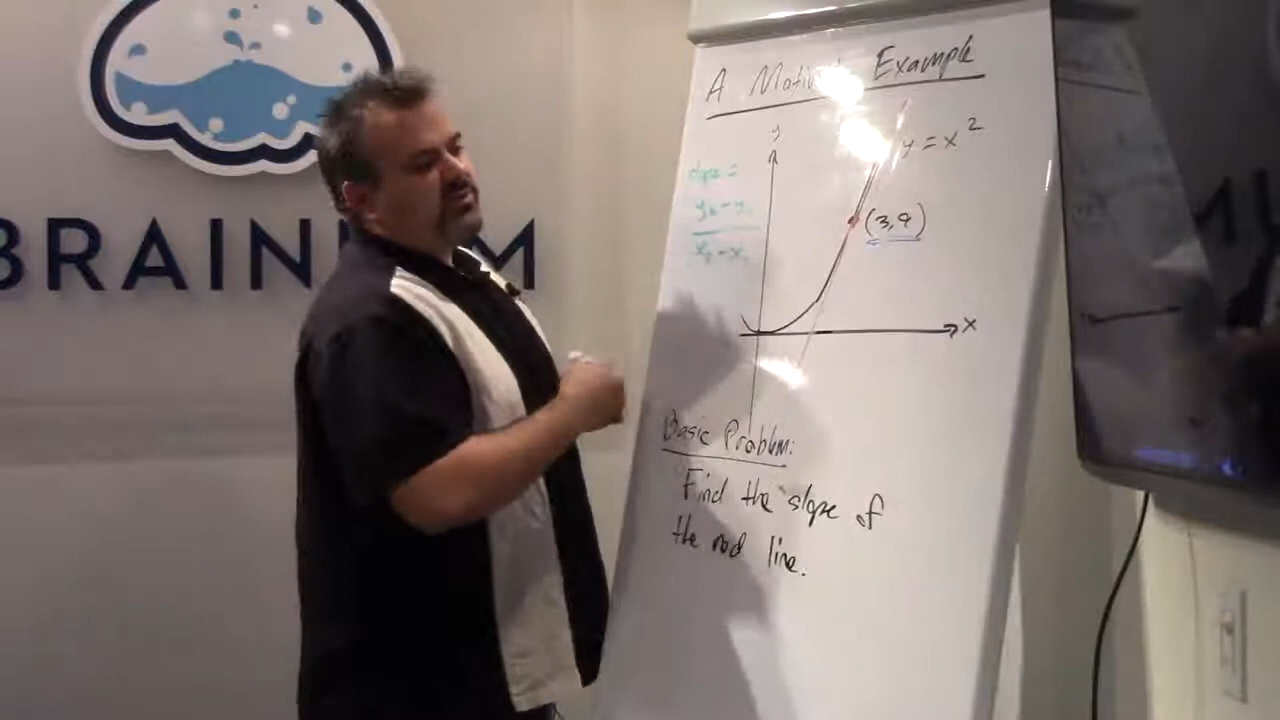 A Example
y
y = x²
slope =
y₂ - y₁
x₂ - x₁
(3,9)
x
BRAIN M
Basic Problem:
Find the slope of
the red line.